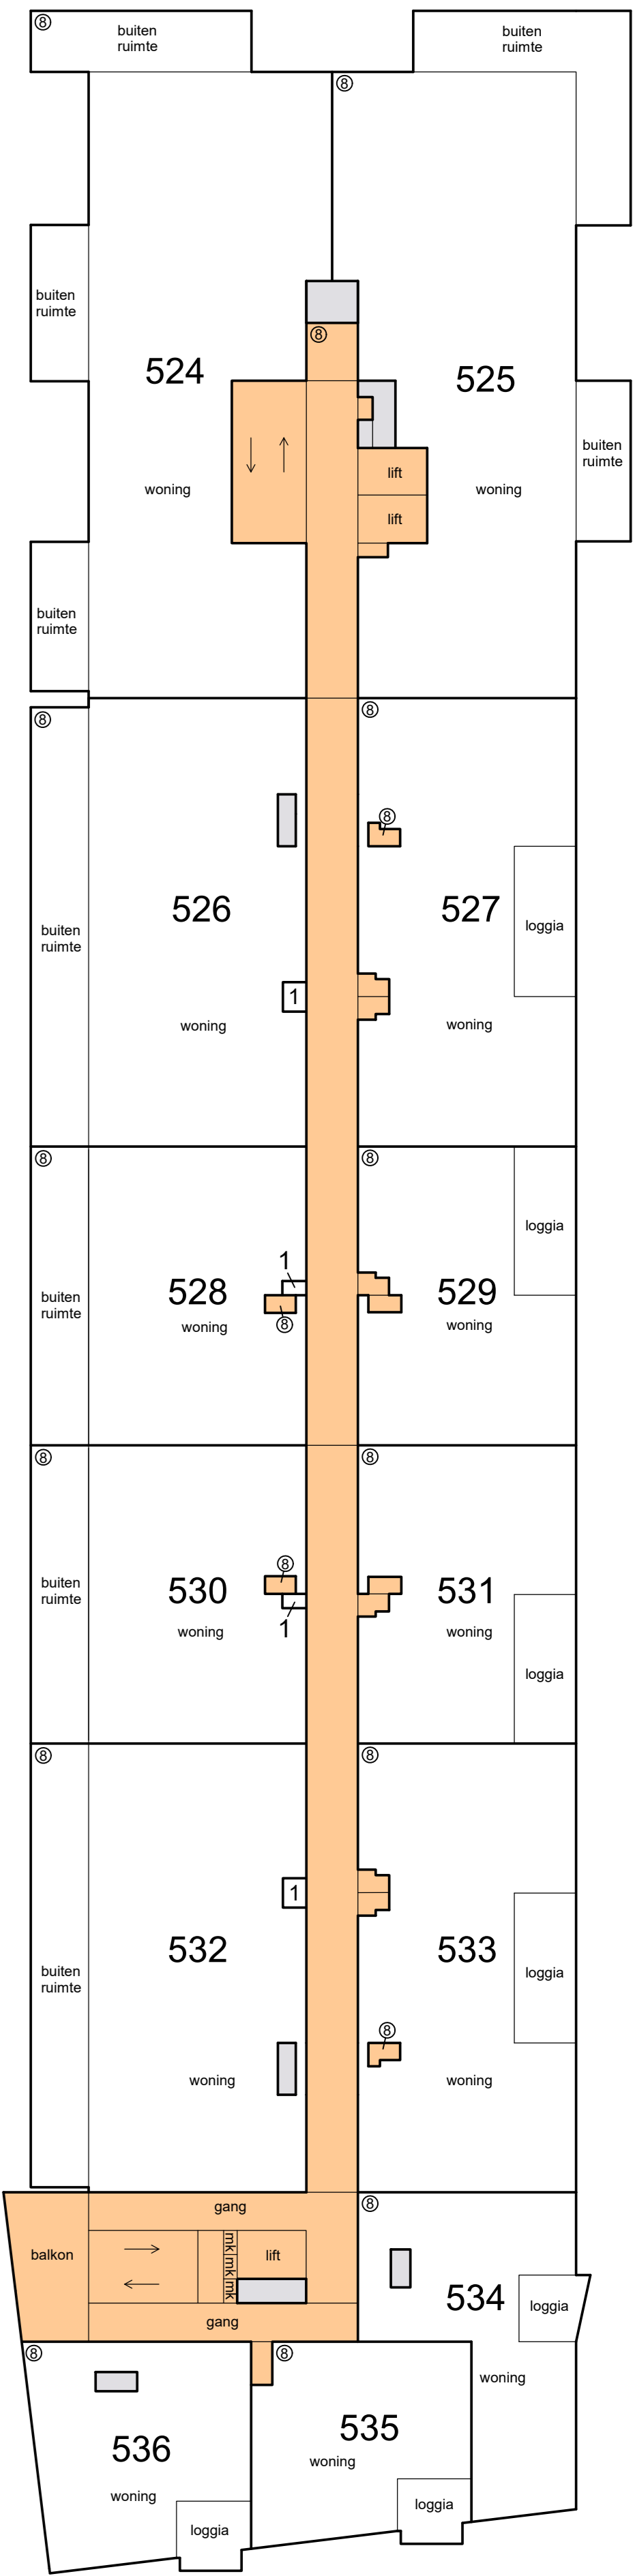 ⑧
buiten
ruimte
buiten
ruimte
⑧
buiten
ruimte
⑧
524
525
buiten
ruimte
lift
woning
woning
lift
buiten
ruimte
⑧
⑧
⑧
526
527
buiten
ruimte
loggia
1
woning
woning
⑧
⑧
loggia
1
buiten
ruimte
528
529
woning
woning
⑧
⑧
⑧
⑧
buiten
ruimte
530
531
1
woning
woning
loggia
⑧
⑧
1
532
533
buiten
ruimte
loggia
⑧
woning
woning
gang
⑧
balkon
mk
mk
mk
lift
534
loggia
gang
⑧
⑧
woning
535
536
woning
woning
loggia
loggia